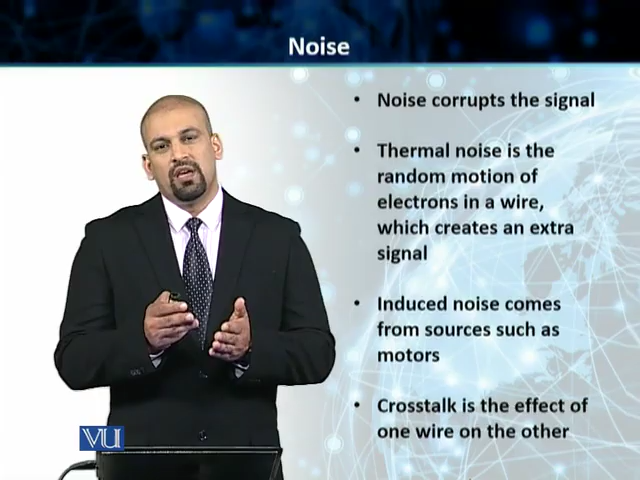 Noise
• Noise corrupts the signal
• Thermal noise is the
random motion of
electrons in a wire,
which creates an extra
signal
• Induced noise comes
from sources such as
motors
• Crosstalk is the effect of
one wire on the other
VU